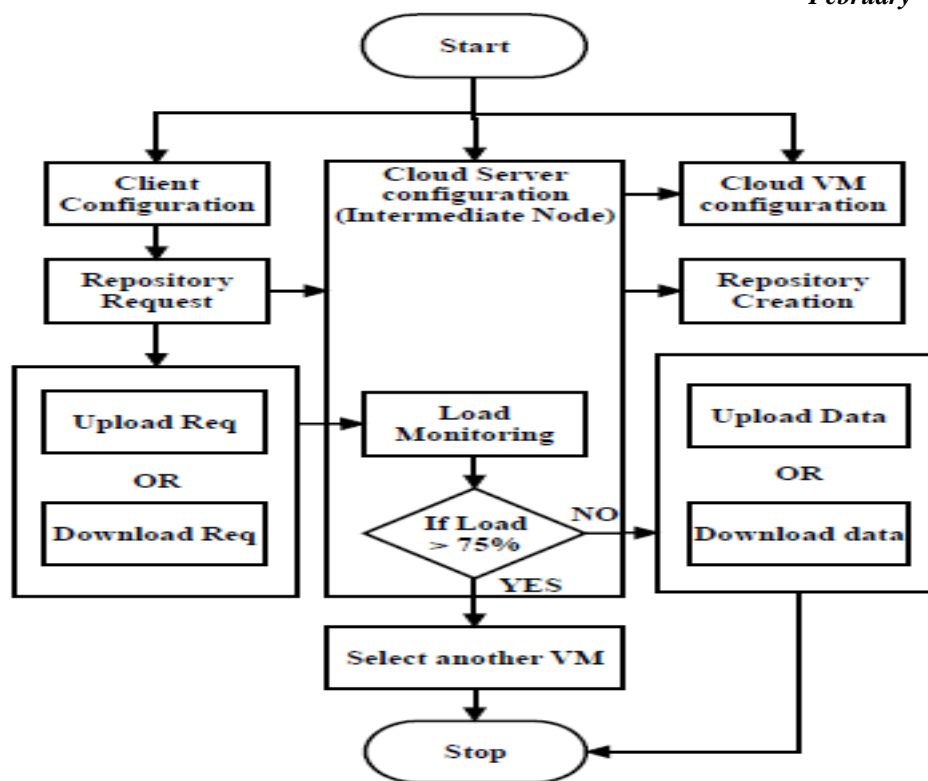 February
Start
Client
Configuration
Cloud Server
configuration
(Intermediate Node)
Cloud VM
configuration
Repository
Request
Repository
Creation
Upload Req
OR
Download Req
Load
Monitoring
If Load
> 75%
NO
YES
Upload Data
OR
Download data
Select another VM
Stop